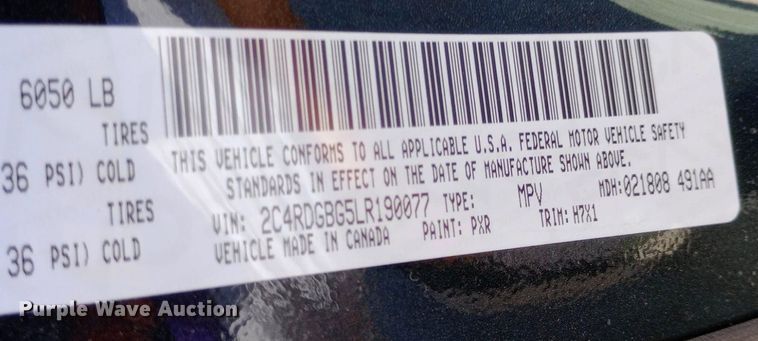 6050 LB
TIRES
36 PSI) COLD
TIRES
36 PSI) COLD
THIS VEHICLE CONFORMS TO ALL APPLICABLE U.S.A. FEDERAL MOTOR VEHICLE SAFETY
STANDARDS IN EFFECT ON THE DATE OF MANUFACTURE SHOWN ABOVE.
VIN: 2C4RDGBG5LR190077 TYPE: MPV MDH:021808 491AA
VEHICLE MADE IN CANADA PAINT: PXR TRIM: H7X1
Purple Wave Auction